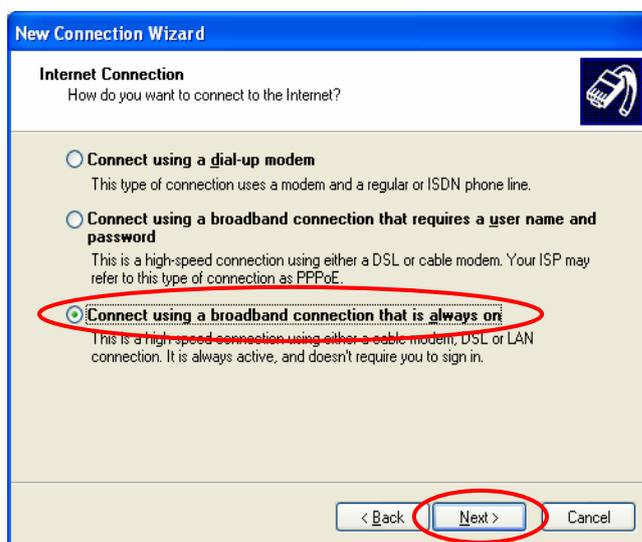 New Connection Wizard
Internet Connection
How do you want to connect to the Internet?
Connect using a dial-up modem
This type of connection uses a modem and a regular or ISDN phone line.
Connect using a broadband connection that requires a user name and
password
This is a high-speed connection using either a DSL or cable modem. Your ISP may
refer to this type of connection as PPPoE.
Connect using a broadband connection that is always on
This is a high-speed connection using either a cable modem, DSL or LAN
connection. It is always active, and doesn't require you to sign in.
< Back Next > Cancel